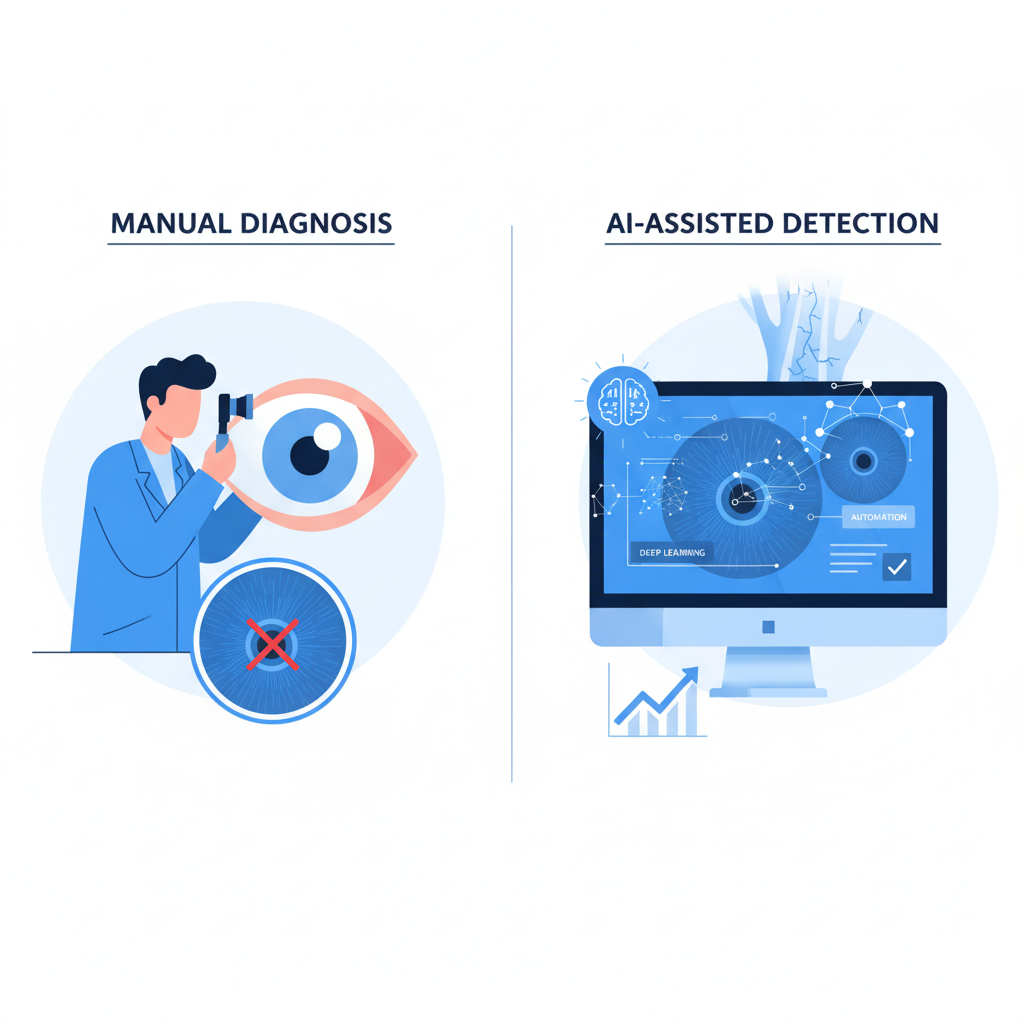 MANUAL DIAGNOSIS
AI-ASSISTED DETECTION
AUTOMATION
DEEP LEARNING